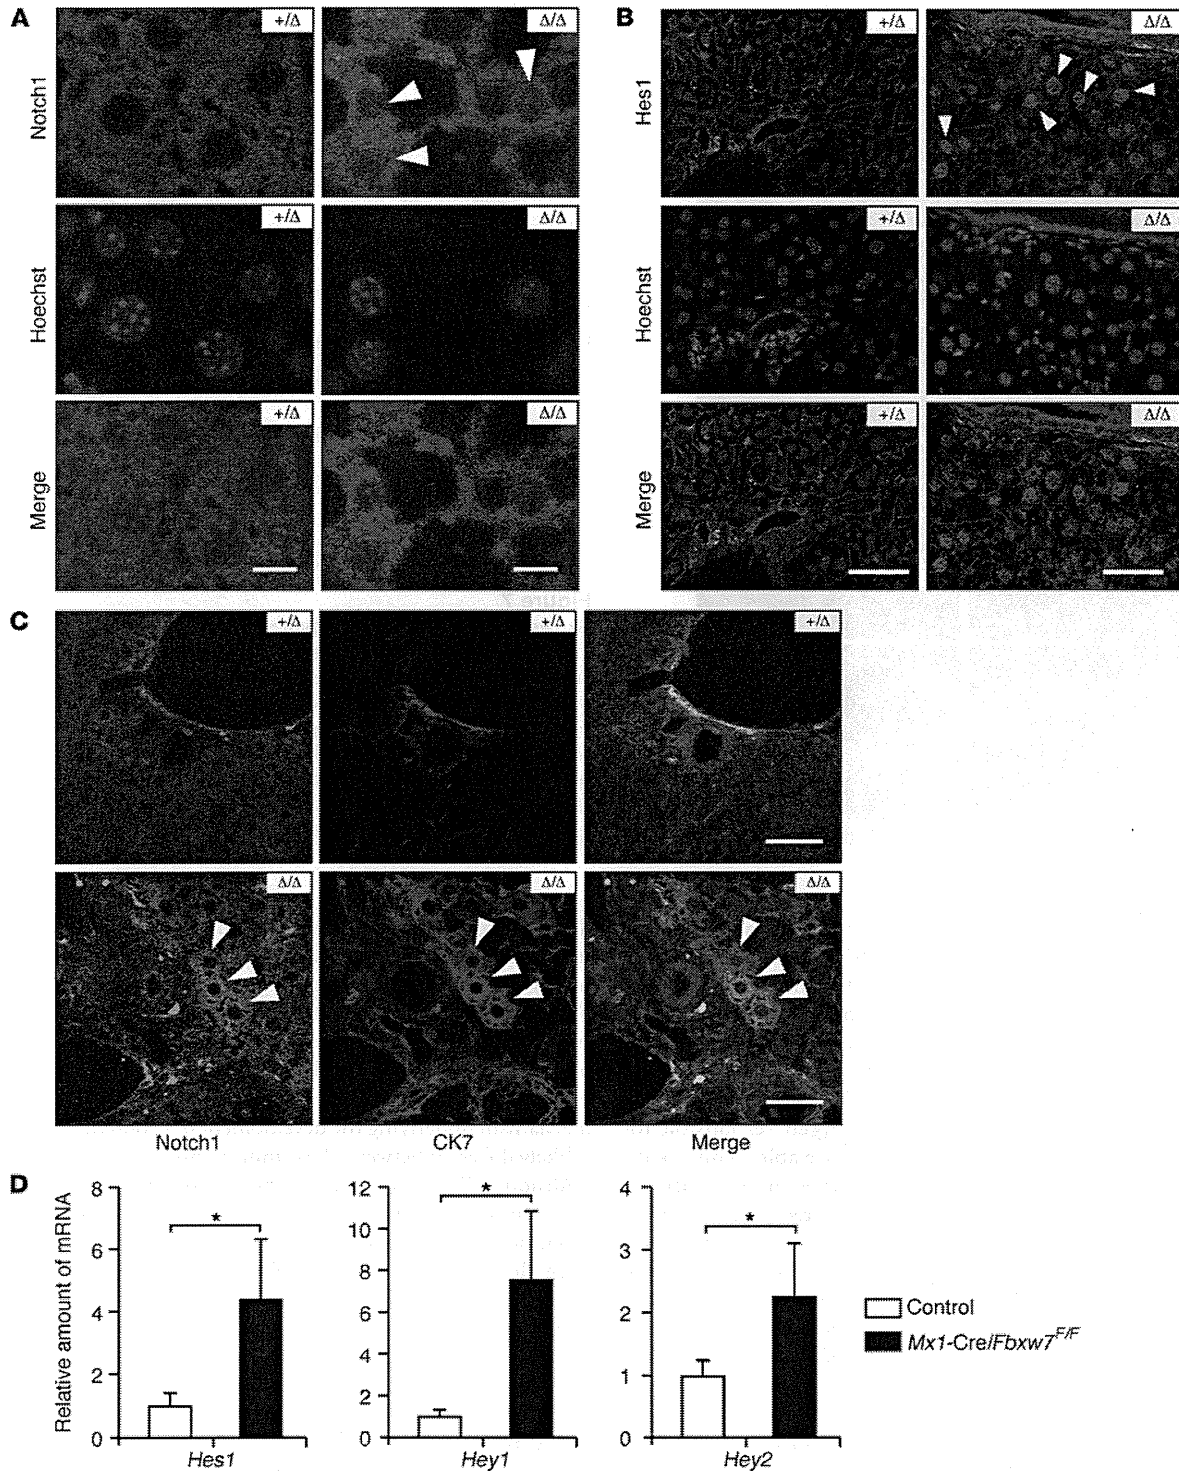 A
B
+/Δ
Δ/Δ
+/Δ
Δ/Δ
Notch1
Hes1
+/Δ
Δ/Δ
+/Δ
Δ/Δ
Hoechst
Hoechst
+/Δ
Δ/Δ
+/Δ
Δ/Δ
Merge
Merge
C
+/Δ
+/Δ
+/Δ
Δ/Δ
Δ/Δ
Δ/Δ
Notch1
CK7
Merge
D
Relative amount of mRNA
8
6
4
2
0
*
Hes1
12
10
8
6
4
2
0
*
Hey1
4
3
2
1
0
*
Hey2
Control
Mx1-Cre/Fbxw7F/F